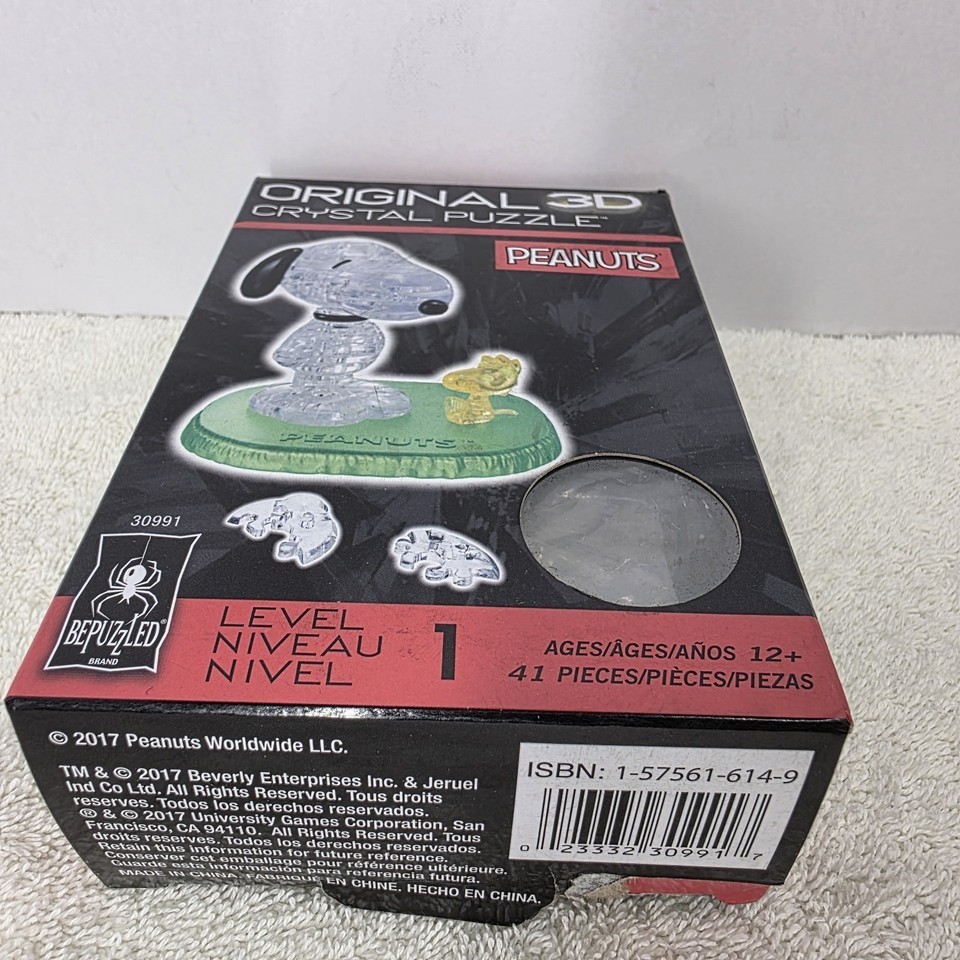 ORIGINAL 3D
CRYSTAL PUZZLE™
PEANUTS
PEANUTS
30991
BEPUZZLED®
BRAND
LEVEL
NIVEAU
NIVEL
1
AGES/ÂGES/AÑOS 12+
41 PIECES/PIÈCES/PIEZAS
© 2017 Peanuts Worldwide LLC.
TM & © 2017 Beverly Enterprises Inc. & Jeruel
Ind Co Ltd. All Rights Reserved. Tous droits
reserves. Todos los derechos reservados.
® & © 2017 University Games Corporation, San
Francisco, CA 94110. All Rights Reserved. Tous
droits reserves. Todos los derechos reservados.
Retain this information for future reference.
Conserver cet emballage pour référence ultérieure.
Guarde esta información para referencia futura.
MADE IN CHINA. FABRIQUÉ EN CHINE. HECHO EN CHINA.
ISBN: 1-57561-614-9
0 23332 30991 7